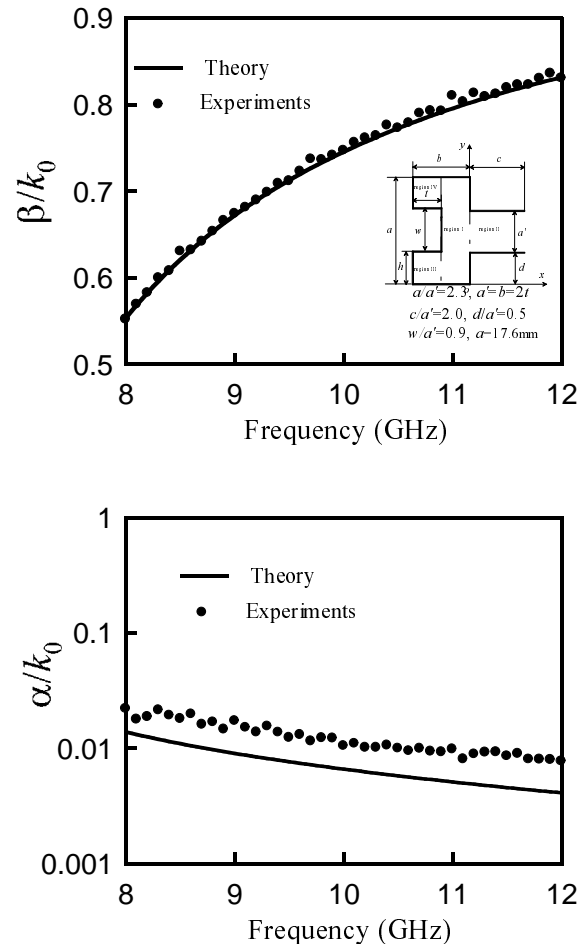 0.9
0.8
0.7
0.6
0.5
β/k0
Theory
Experiments
y
b
c
region IV
t
a
w
region I
region II
a'
h
region III
d
x
a/a'=2.3, a'=b=2t
c/a'=2.0, d/a'=0.5
w/a'=0.9, a=17.6mm
8 9 10 11 12
Frequency (GHz)
1
0.1
0.01
0.001
α/k0
Theory
Experiments
8 9 10 11 12
Frequency (GHz)